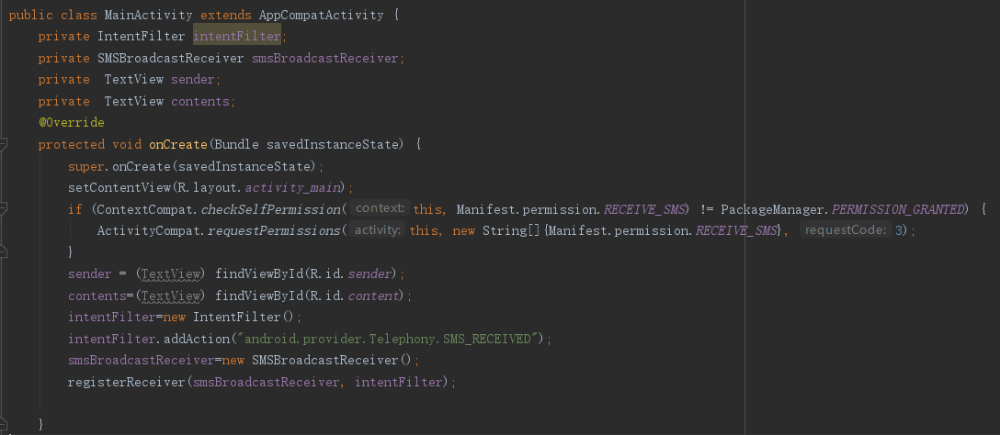 public class MainActivity extends AppCompatActivity {
    private IntentFilter intentFilter;
    private SMSBroadcastReceiver smsBroadcastReceiver;
    private  TextView sender;
    private  TextView contents;
    @Override
    protected void onCreate(Bundle savedInstanceState) {
        super.onCreate(savedInstanceState);
        setContentView(R.layout.activity_main);
        if (ContextCompat.checkSelfPermission( context: this, Manifest.permission.RECEIVE_SMS) != PackageManager.PERMISSION_GRANTED) {
            ActivityCompat.requestPermissions( activity: this, new String[]{Manifest.permission.RECEIVE_SMS}, requestCode: 3);
        }
        sender = (TextView) findViewById(R.id.sender);
        contents=(TextView) findViewById(R.id.content);
        intentFilter=new IntentFilter();
        intentFilter.addAction("android.provider.Telephony.SMS_RECEIVED");
        smsBroadcastReceiver=new SMSBroadcastReceiver();
        registerReceiver(smsBroadcastReceiver, intentFilter);
    }